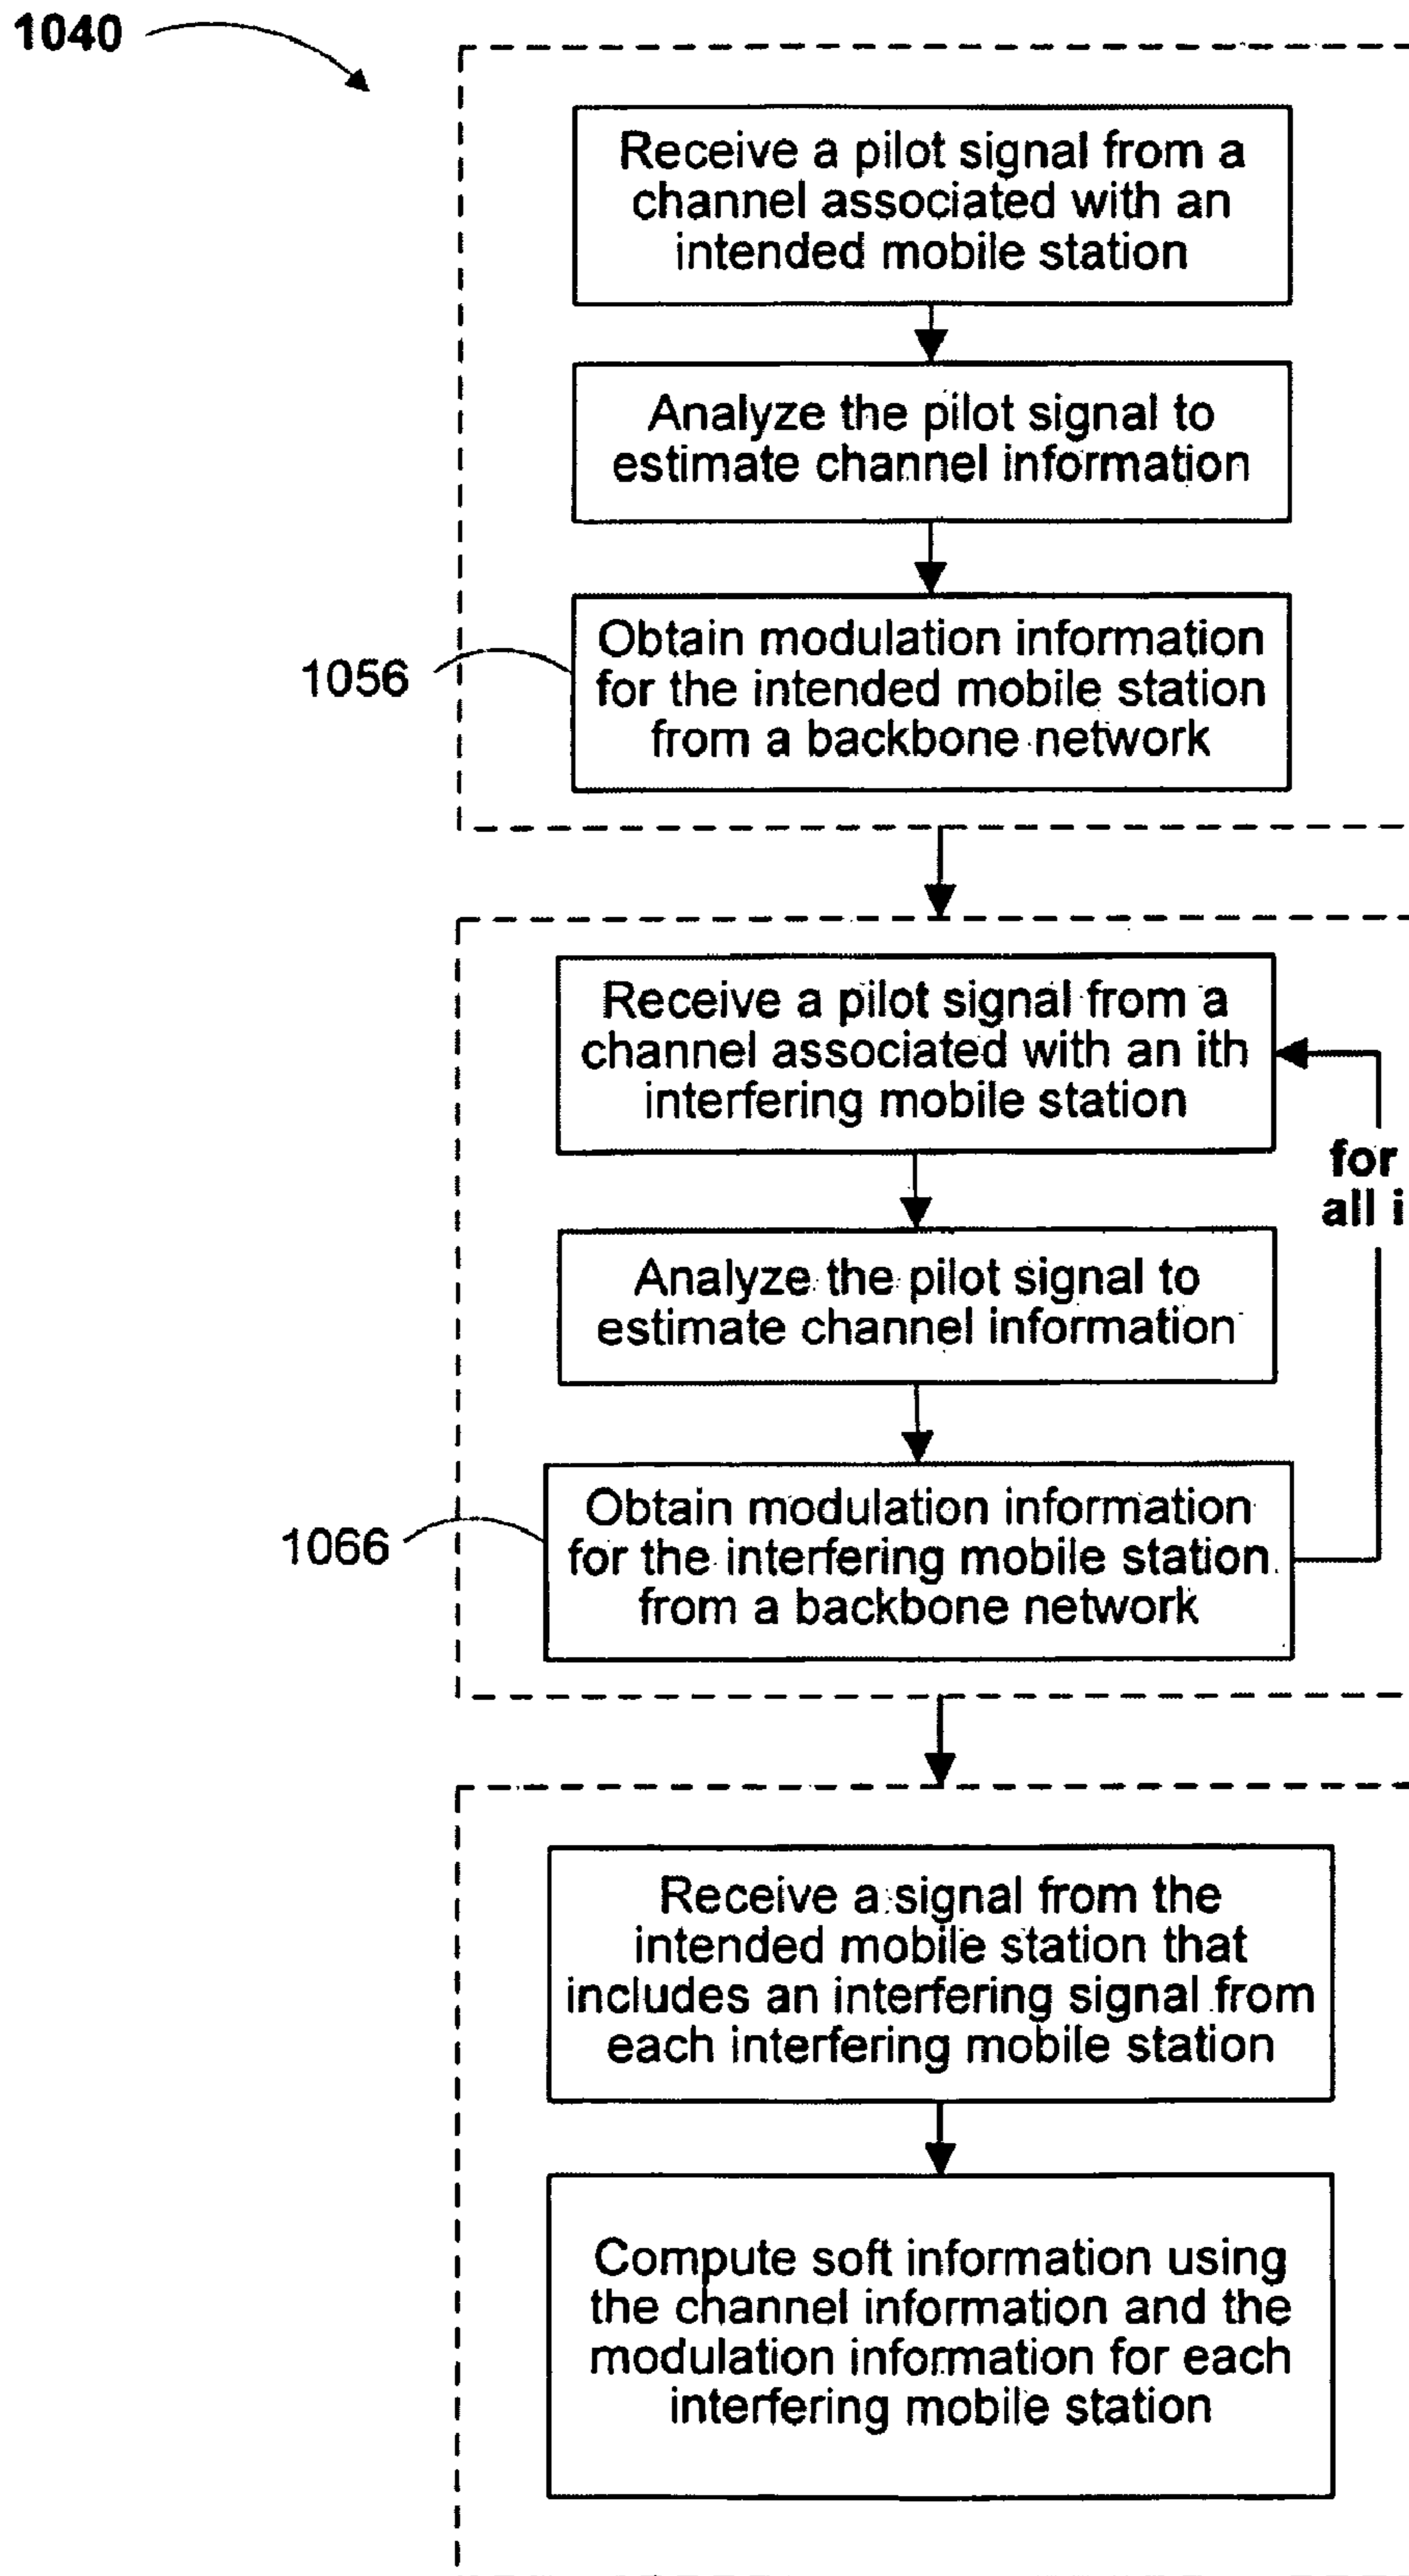 1040
Receive a pilot signal from a
channel associated with an
intended mobile station
Analyze the pilot signal to
estimate channel information
1056
Obtain modulation information
for the intended mobile station
from a backbone network
Receive a pilot signal from a
channel associated with an ith
interfering mobile station
for
all i
Analyze the pilot signal to
estimate channel information
1066
Obtain modulation information
for the interfering mobile station
from a backbone network
Receive a signal from the
intended mobile station that
includes an interfering signal from
each interfering mobile station
Compute soft information using
the channel information and the
modulation information for each
interfering mobile station